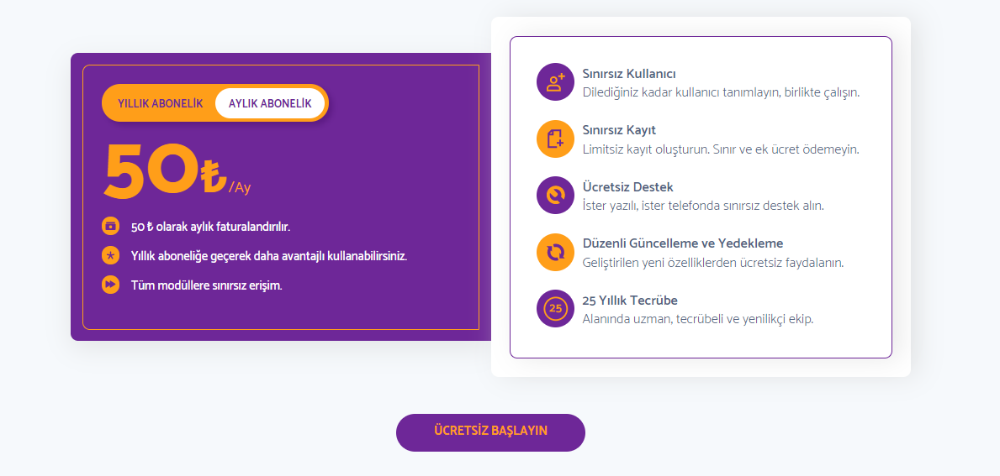 YILLIK ABONELİK
AYLIK ABONELİK
50₺/Ay
50 ₺ olarak aylık faturalandırılır.
Yıllık aboneliğe geçerek daha avantajlı kullanabilirsiniz.
Tüm modüllere sınırsız erişim.
Sınırsız Kullanıcı
Dilediğiniz kadar kullanıcı tanımlayın, birlikte çalışın.
Sınırsız Kayıt
Limitsiz kayıt oluşturun. Sınır ve ek ücret ödemeyin.
Ücretsiz Destek
İster yazılı, ister telefonda sınırsız destek alın.
Düzenli Güncelleme ve Yedekleme
Geliştirilen yeni özelliklerden ücretsiz faydalanın.
25
25 Yıllık Tecrübe
Alanında uzman, tecrübeli ve yenilikçi ekip.
ÜCRETSİZ BAŞLAYIN